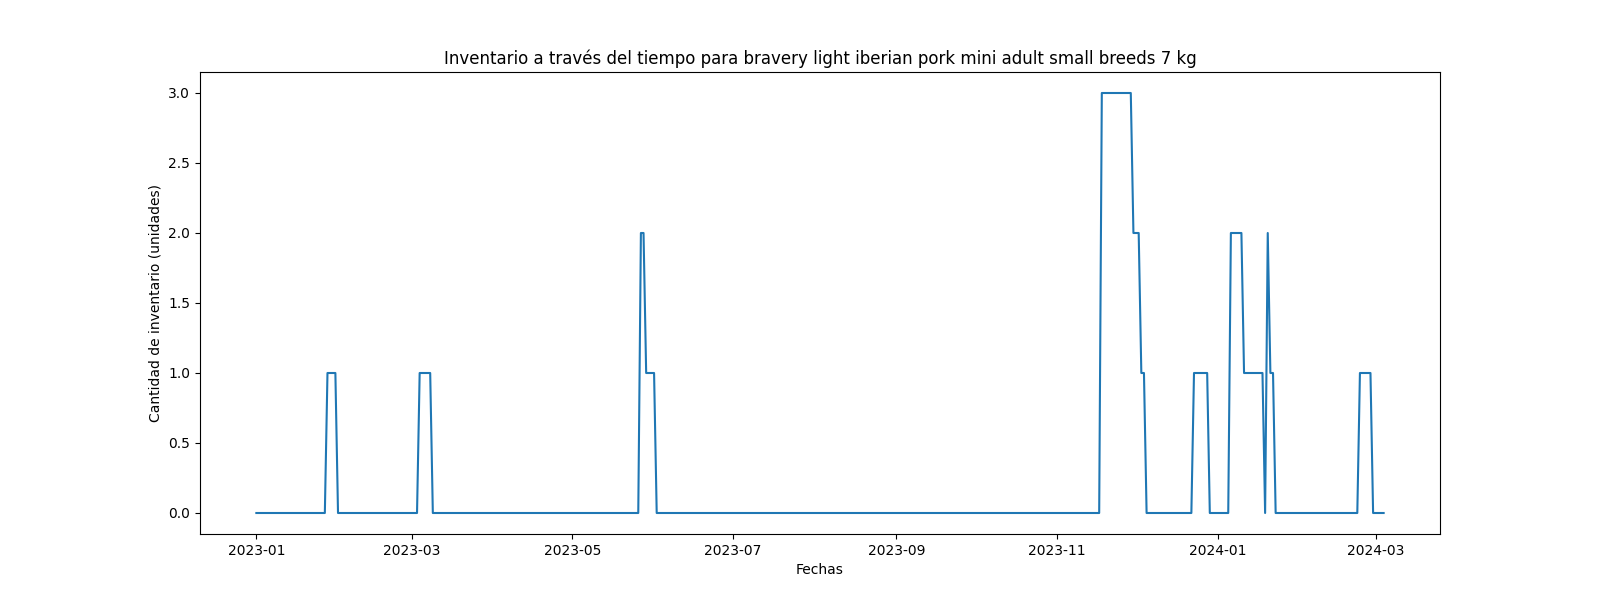 Inventario a través del tiempo para bravery light iberian pork mini adult small breeds 7 kg
Cantidad de inventario (unidades)
3.0
2.5
2.0
1.5
1.0
0.5
0.0
2023-01 2023-03 2023-05 2023-07 2023-09 2023-11 2024-01 2024-03
Fechas